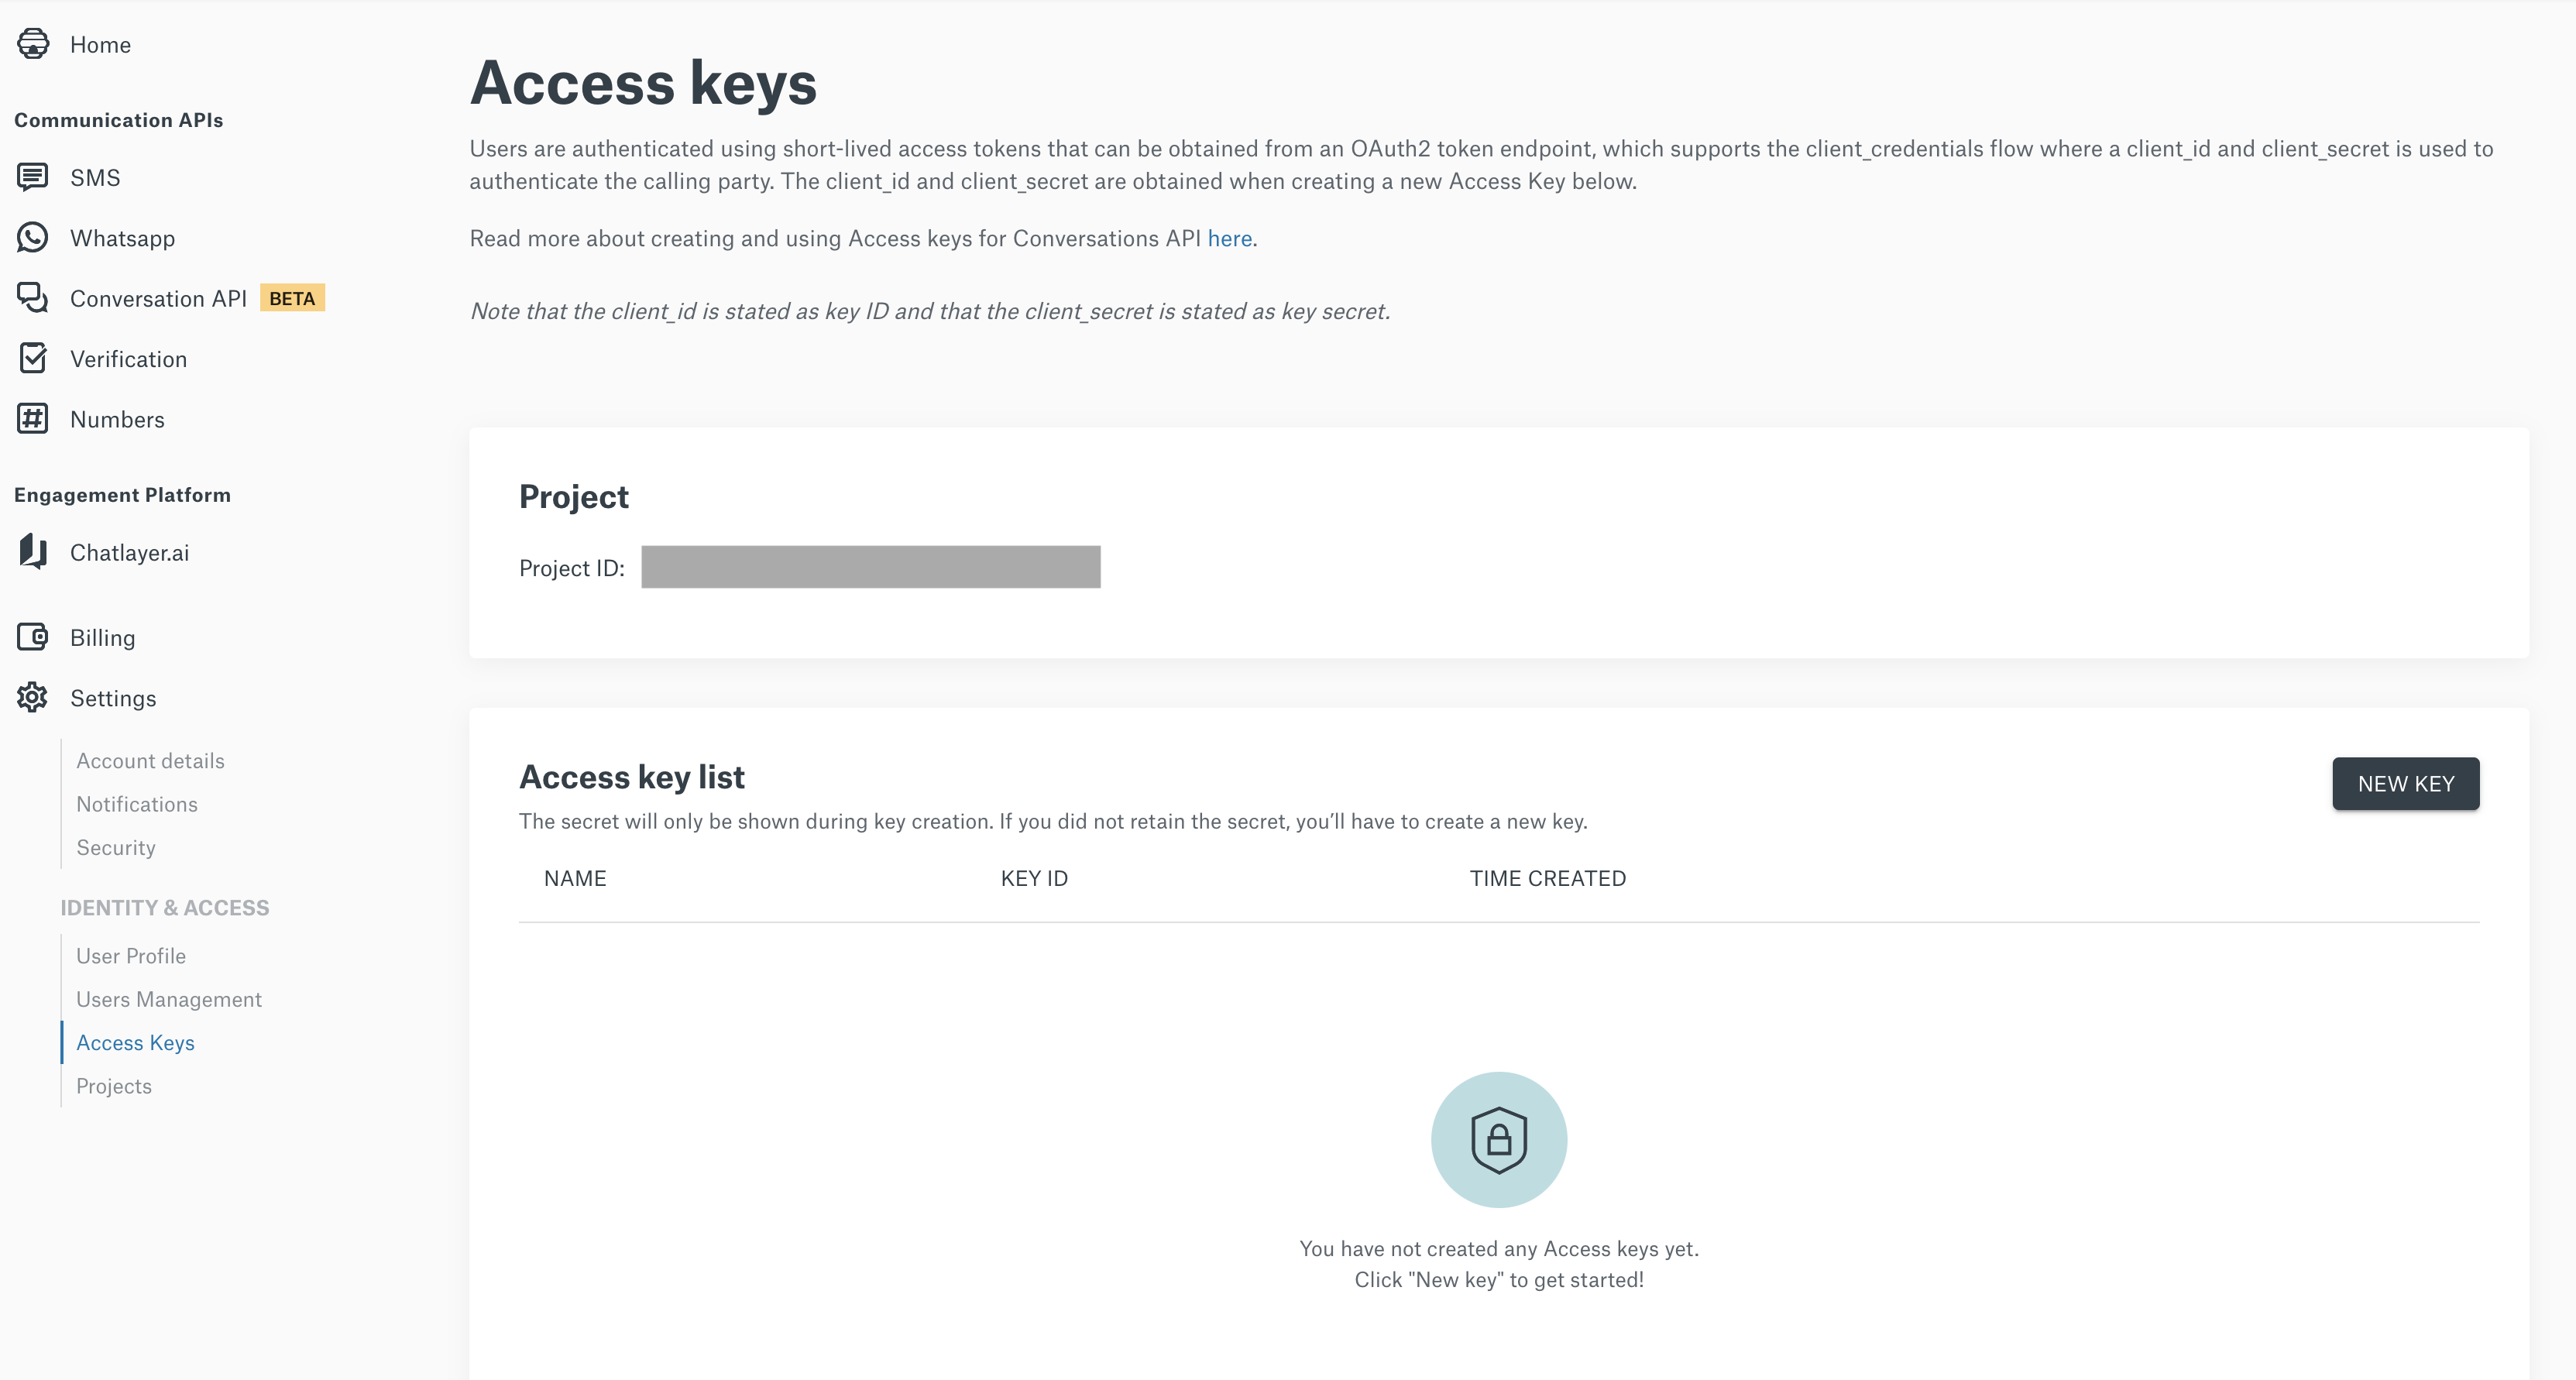 Home
Communication APIs
SMS
Whatsapp
Conversation API BETA
Verification
Numbers
Engagement Platform
Chatlayer.ai
Billing
Settings
Account details
Notifications
Security
IDENTITY & ACCESS
User Profile
Users Management
Access Keys
Projects
Access keys
Users are authenticated using short-lived access tokens that can be obtained from an OAuth2 token endpoint, which supports the client_credentials flow where a client_id and client_secret is used to
authenticate the calling party. The client_id and client_secret are obtained when creating a new Access Key below.
Read more about creating and using Access keys for Conversations API here.
Note that the client_id is stated as key ID and that the client_secret is stated as key secret.
Project
Project ID:
Access key list
NEW KEY
The secret will only be shown during key creation. If you did not retain the secret, you’ll have to create a new key.
NAME KEY ID TIME CREATED
You have not created any Access keys yet.
Click "New key" to get started!